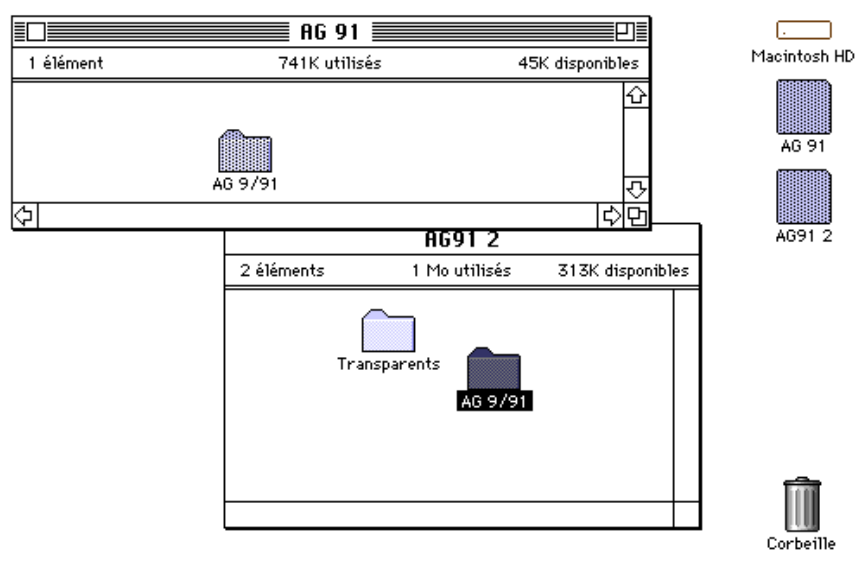 AG 91
1 élément 741K utilisés 45K disponibles
AG 9/91
AG91 2
2 éléments 1 Mo utilisés 313K disponibles
Transparents
AG 9/91
Macintosh HD
AG 91
AG91 2
Corbeille